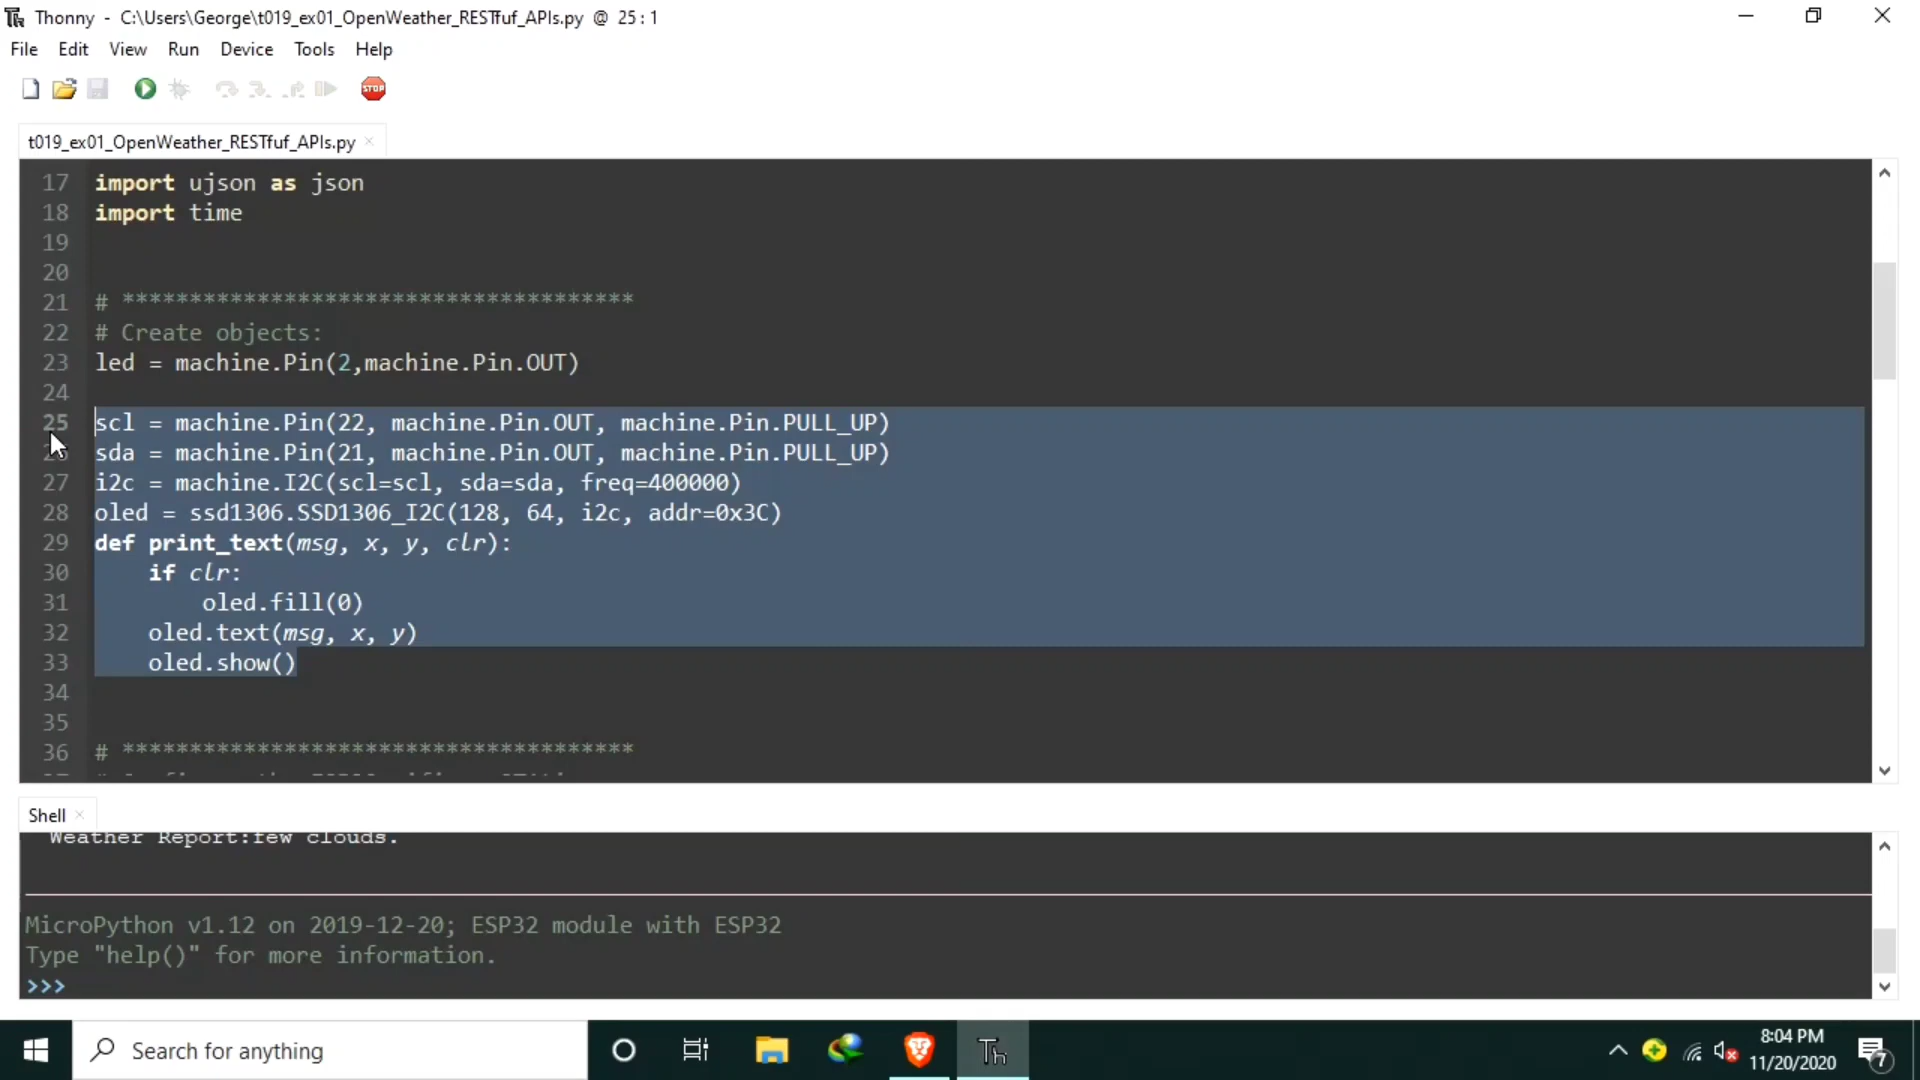 Thonny - C:\Users\George\t019_ex01_OpenWeather_RESTfuf_APIs.py @ 25 : 1
File Edit View Run Device Tools Help
STOP
t019_ex01_OpenWeather_RESTfuf_APIs.py ×
17 import ujson as json
18 import time
19
20
21 # **************************************
22 # Create objects:
23 led = machine.Pin(2,machine.Pin.OUT)
24
25 scl = machine.Pin(22, machine.Pin.OUT, machine.Pin.PULL_UP)
sda = machine.Pin(21, machine.Pin.OUT, machine.Pin.PULL_UP)
27 i2c = machine.I2C(scl=scl, sda=sda, freq=400000)
28 oled = ssd1306.SSD1306_I2C(128, 64, i2c, addr=0x3C)
29 def print_text(msg, x, y, clr):
30     if clr:
31         oled.fill(0)
32     oled.text(msg, x, y)
33     oled.show()
34
35
36 # **************************************
Shell ×
Weather Report:few clouds.
MicroPython v1.12 on 2019-12-20; ESP32 module with ESP32
Type "help()" for more information.
>>>
Search for anything
Th
8:04 PM
11/20/2020
7